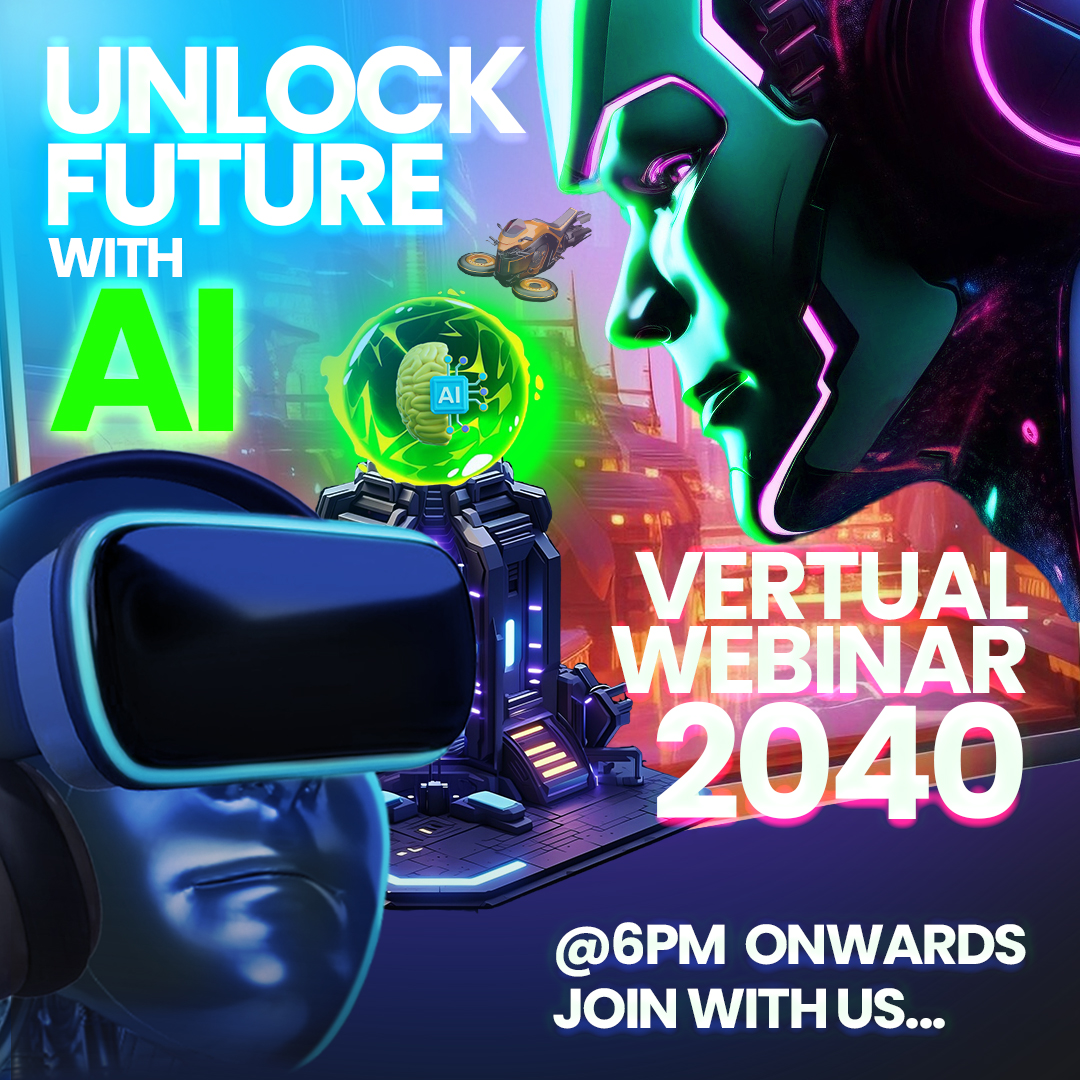 UNLOCK
FUTURE
WITH
AI
AI
VERTUAL
WEBINAR
2040
@6PM ONWARDS
JOIN WITH US...